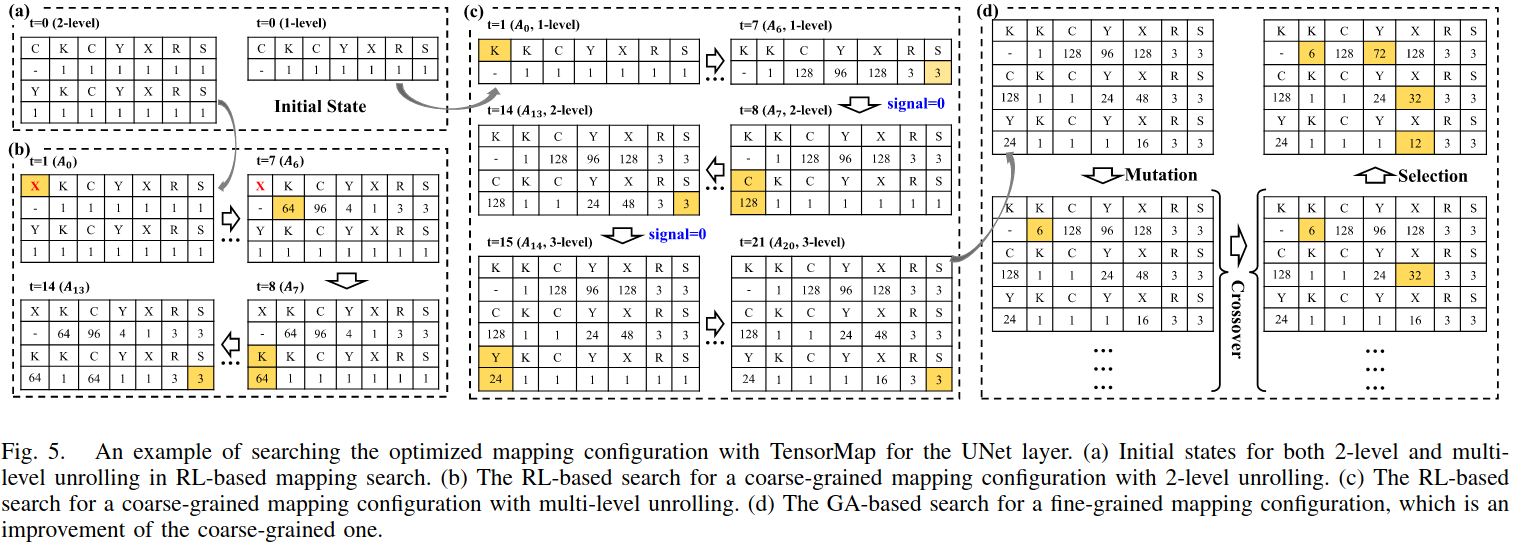 (a)
t=0 (2-level)
C K C Y X R S
- 1 1 1 1 1 1
Y K C Y X R S
1 1 1 1 1 1 1
t=0 (1-level)
C K C Y X R S
- 1 1 1 1 1 1
Initial State
(b)
t=1 (A₀)
X K C Y X R S
- 1 1 1 1 1 1
Y K C Y X R S
1 1 1 1 1 1 1
...
t=7 (A₆)
X K C Y X R S
- 64 96 4 1 3 3
Y K C Y X R S
1 1 1 1 1 1 1
t=14 (A₁₃)
X K C Y X R S
- 64 96 4 1 3 3
K K C Y X R S
64 1 64 1 1 3 3
...
t=8 (A₇)
X K C Y X R S
- 64 96 4 1 3 3
K K C Y X R S
64 1 1 1 1 1 1
(c)
t=1 (A₀, 1-level)
K K C Y X R S
- 1 1 1 1 1 1
...
t=7 (A₆, 1-level)
K K C Y X R S
- 1 128 96 128 3 3
signal=0
t=14 (A₁₃, 2-level)
K K C Y X R S
- 1 128 96 128 3 3
C K C Y X R S
128 1 1 24 48 3 3
...
t=8 (A₇, 2-level)
K K C Y X R S
- 1 128 96 128 3 3
C K C Y X R S
128 1 1 1 1 1 1
signal=0
t=15 (A₁₄, 3-level)
K K C Y X R S
- 1 128 96 128 3 3
C K C Y X R S
128 1 1 24 48 3 3
Y K C Y X R S
24 1 1 1 1 1 1
...
t=21 (A₂₀, 3-level)
K K C Y X R S
- 1 128 96 128 3 3
C K C Y X R S
128 1 1 24 48 3 3
Y K C Y X R S
24 1 1 1 16 3 3
(d)
K K C Y X R S
- 1 128 96 128 3 3
C K C Y X R S
128 1 1 24 48 3 3
Y K C Y X R S
24 1 1 1 16 3 3
K K C Y X R S
- 6 128 72 128 3 3
C K C Y X R S
128 1 1 24 32 3 3
Y K C Y X R S
24 1 1 1 12 3 3
Mutation
Selection
K K C Y X R S
- 6 128 96 128 3 3
C K C Y X R S
128 1 1 24 48 3 3
Y K C Y X R S
24 1 1 1 16 3 3
...
...
...
Crossover
K K C Y X R S
- 6 128 96 128 3 3
C K C Y X R S
128 1 1 24 32 3 3
Y K C Y X R S
24 1 1 1 16 3 3
...
...
...
Fig. 5. An example of searching the optimized mapping configuration with TensorMap for the UNet layer. (a) Initial states for both 2-level and multi-
level unrolling in RL-based mapping search. (b) The RL-based search for a coarse-grained mapping configuration with 2-level unrolling. (c) The RL-based
search for a coarse-grained mapping configuration with multi-level unrolling. (d) The GA-based search for a fine-grained mapping configuration, which is an
improvement of the coarse-grained one.